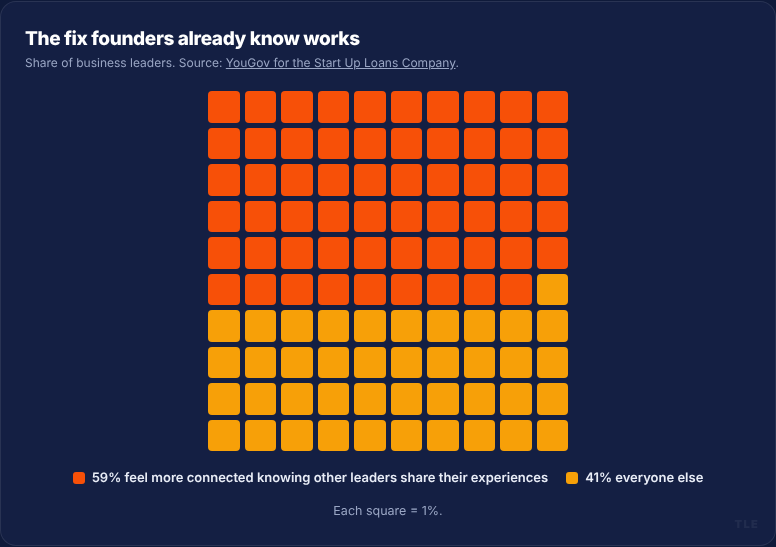 The fix founders already know works
Share of business leaders. Source: YouGov for the Start Up Loans Company.
59% feel more connected knowing other leaders share their experiences
41% everyone else
Each square = 1%.
TLE